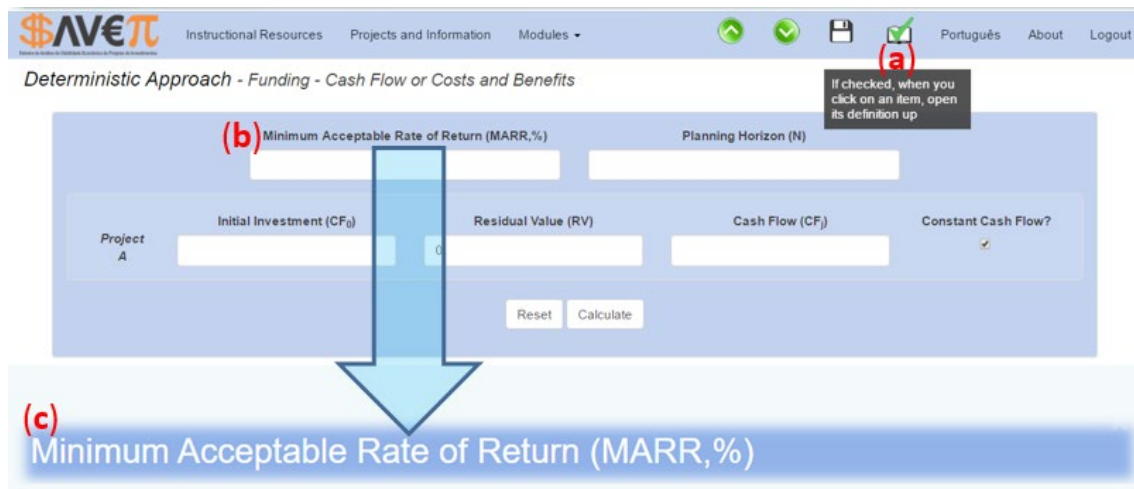 $AV€π
Instructional Resources Projects and Information Modules Português About Logout
(a)
Deterministic Approach - Funding - Cash Flow or Costs and Benefits
If checked, when you
click on an item, open
its definition up
(b) Minimum Acceptable Rate of Return (MARR,%) Planning Horizon (N)
Initial Investment (CF0) Residual Value (RV) Cash Flow (CFj) Constant Cash Flow?
Project
A
0
Reset Calculate
(c)
Minimum Acceptable Rate of Return (MARR,%)